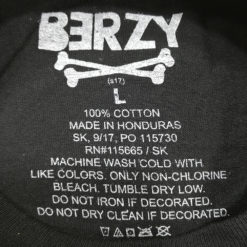 BERZY
(s17)
L
100% COTTON
MADE IN HONDURAS
SK, 9/17, PO 115730
RN#115665 / SK
MACHINE WASH COLD WITH
LIKE COLORS. ONLY NON-CHLORINE
BLEACH. TUMBLE DRY LOW.
DO NOT IRON IF DECORATED.
DO NOT DRY CLEAN IF DECORATED.